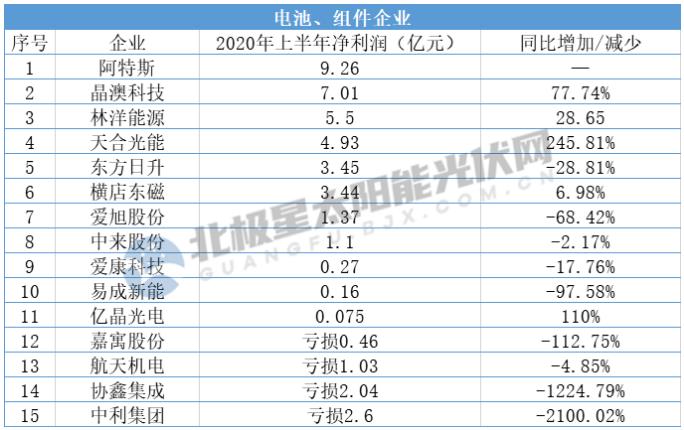 电池、组件企业
序号 企业 2020年上半年净利润（亿元） 同比增加/减少
1 阿特斯 9.26 —
2 晶澳科技 7.01 77.74%
3 林洋能源 5.5 28.65
4 天合光能 4.93 245.81%
5 东方日升 3.45 -28.81%
6 横店东磁 3.44 6.98%
7 爱旭股份 1.37 -68.42%
8 中来股份 1.1 -2.17%
9 爱康科技 0.27 -17.76%
10 易成新能 0.16 -97.58%
11 亿晶光电 0.075 110%
12 嘉寓股份 亏损0.46 -112.75%
13 航天机电 亏损1.03 -4.85%
14 协鑫集成 亏损2.04 -1224.79%
15 中利集团 亏损2.6 -2100.02%
北极星太阳能光伏网
GUANGFU.BJX.COM.CN